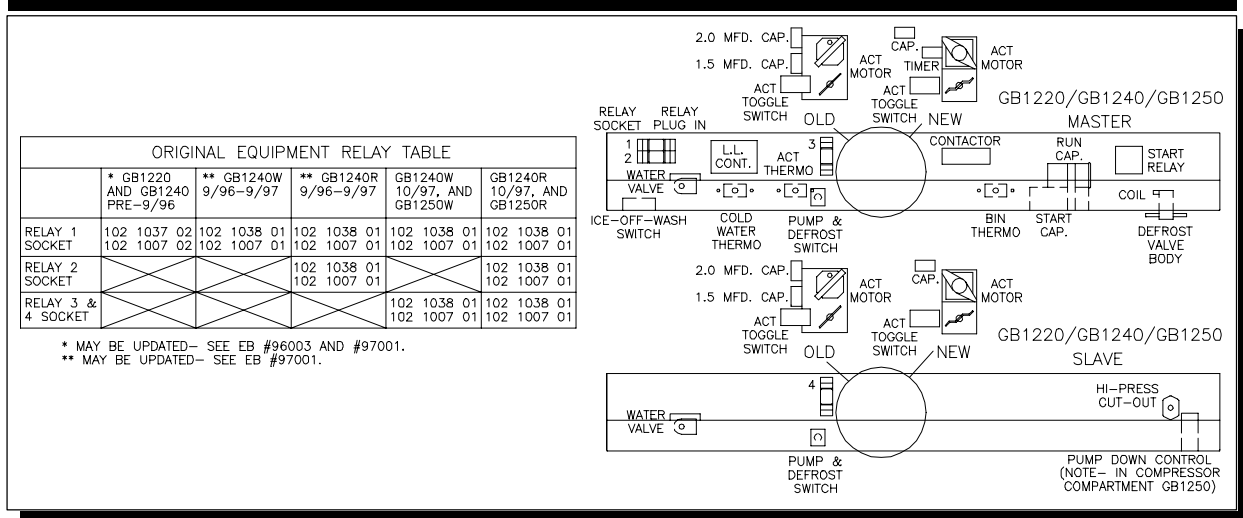 ORIGINAL EQUIPMENT RELAY TABLE
* GB1220 AND GB1240 PRE-9/96
** GB1240W 9/96-9/97
** GB1240R 9/96-9/97
GB1240W 10/97, AND GB1250W
GB1240R 10/97, AND GB1250R
RELAY 1 SOCKET
102 1037 02 102 1038 01 102 1038 01 102 1038 01 102 1038 01
102 1007 02 102 1007 01 102 1007 01 102 1007 01 102 1007 01
RELAY 2 SOCKET
102 1038 01 102 1038 01
102 1007 01 102 1007 01
RELAY 3 & 4 SOCKET
102 1038 01 102 1038 01
102 1007 01 102 1007 01
* MAY BE UPDATED- SEE EB #96003 AND #97001.
** MAY BE UPDATED- SEE EB #97001.
2.0 MFD. CAP.
1.5 MFD. CAP.
ACT MOTOR
ACT TOGGLE SWITCH
OLD
CAP.
TIMER
ACT MOTOR
ACT TOGGLE SWITCH
NEW
GB1220/GB1240/GB1250
MASTER
RELAY SOCKET
RELAY PLUG IN
1
2
L.L. CONT.
ACT THERMO
3
CONTACTOR
RUN CAP.
START RELAY
WATER VALVE
COIL
ICE-OFF-WASH SWITCH
COLD WATER THERMO
PUMP & DEFROST SWITCH
BIN THERMO
START CAP.
DEFROST VALVE BODY
2.0 MFD. CAP.
1.5 MFD. CAP.
ACT MOTOR
ACT TOGGLE SWITCH
OLD
CAP.
ACT MOTOR
ACT TOGGLE SWITCH
NEW
GB1220/GB1240/GB1250
SLAVE
4
HI-PRESS CUT-OUT
WATER VALVE
PUMP & DEFROST SWITCH
PUMP DOWN CONTROL
(NOTE- IN COMPRESSOR
COMPARTMENT GB1250)